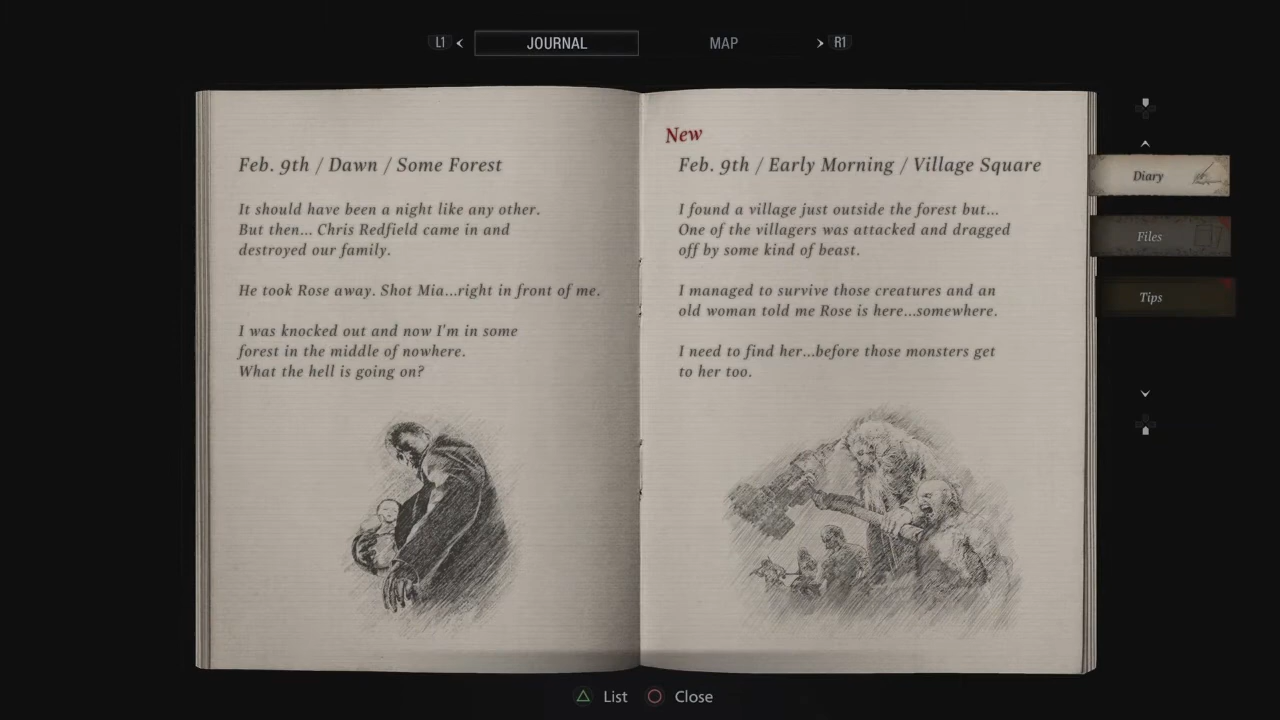 L1
JOURNAL
MAP
R1
Feb. 9th / Dawn / Some Forest
It should have been a night like any other.
But then... Chris Redfield came in and
destroyed our family.
He took Rose away. Shot Mia...right in front of me.
I was knocked out and now I'm in some
forest in the middle of nowhere.
What the hell is going on?
New
Feb. 9th / Early Morning / Village Square
I found a village just outside the forest but...
One of the villagers was attacked and dragged
off by some kind of beast.
I managed to survive those creatures and an
old woman told me Rose is here...somewhere.
I need to find her...before those monsters get
to her too.
Diary
Files
Tips
List
Close